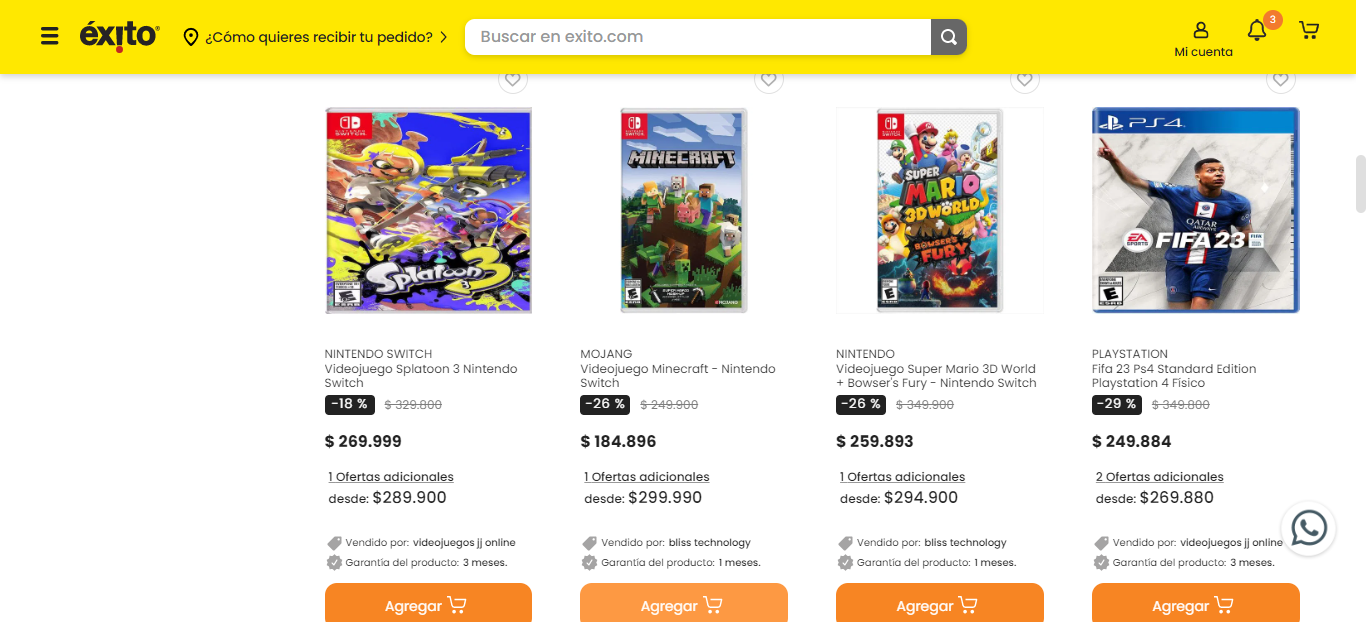 éxito
¿Cómo quieres recibir tu pedido?
Buscar en exito.com
Mi cuenta
3
NINTENDO SWITCH
Splatoon 3
NINTENDO SWITCH
MINECRAFT
MOJANG
NINTENDO SWITCH
SUPER MARIO 3D WORLD
+
BOWSER'S FURY
PS4
QATAR AIRWAYS
EA SPORTS FIFA 23 FIFA
NINTENDO SWITCH
Videojuego Splatoon 3 Nintendo
Switch
-18 % $ 329.800
$ 269.999
1 Ofertas adicionales
desde: $289.900
Vendido por: videojuegos jj online
Garantía del producto: 3 meses.
Agregar
MOJANG
Videojuego Minecraft - Nintendo
Switch
-26 % $ 249.900
$ 184.896
1 Ofertas adicionales
desde: $299.990
Vendido por: bliss technology
Garantía del producto: 1 meses.
Agregar
NINTENDO
Videojuego Super Mario 3D World
+ Bowser's Fury - Nintendo Switch
-26 % $ 349.900
$ 259.893
1 Ofertas adicionales
desde: $294.900
Vendido por: bliss technology
Garantía del producto: 1 meses.
Agregar
PLAYSTATION
Fifa 23 Ps4 Standard Edition
Playstation 4 Físico
-29 % $ 349.800
$ 249.884
2 Ofertas adicionales
desde: $269.880
Vendido por: videojuegos jj online
Garantía del producto: 3 meses.
Agregar